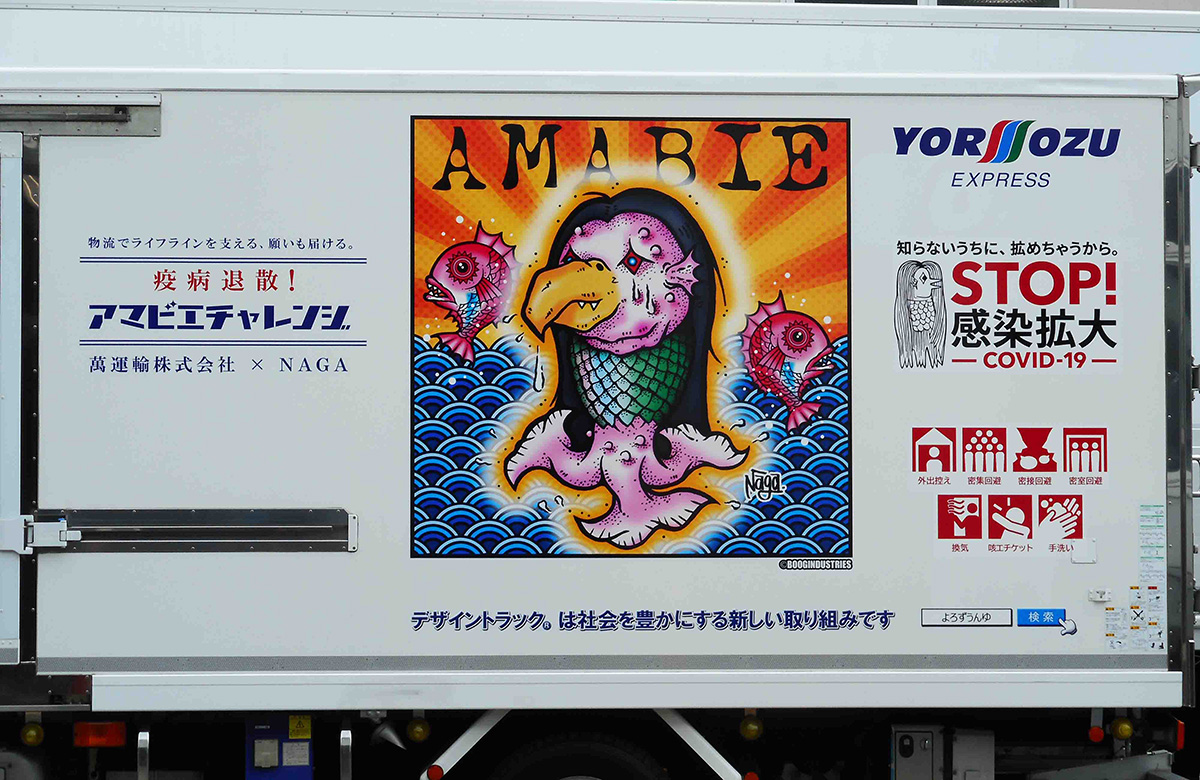 物流でライフラインを支える、願いも届ける。
疫病退散！
アマビエチャレンジ
萬運輸株式会社 × NAGA
AMABIE
Naga.
©BOOGINDUSTRIES
YOROZU
EXPRESS
知らないうちに、拡めちゃうから。
STOP!
感染拡大
COVID-19
外出控え 密集回避 密接回避 密室回避
換気 咳エチケット 手洗い
デザイントラック® は社会を豊かにする新しい取り組みです
よろずうんゆ 検索